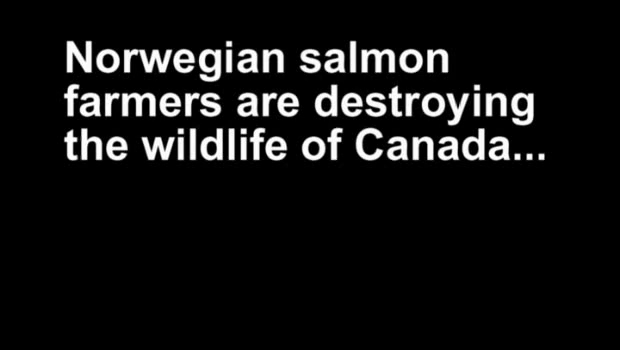 Norwegian salmon
farmers are destroying
the wildlife of Canada...